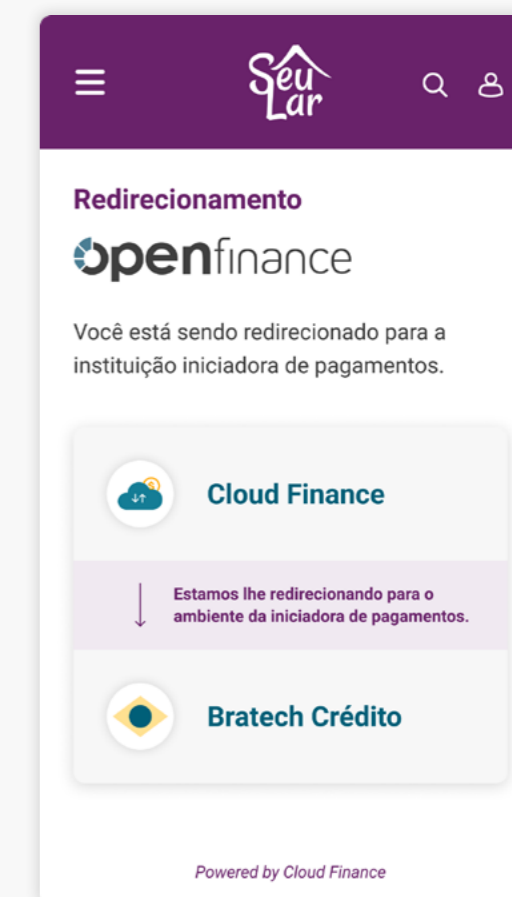 Seu
Lar
Redirecionamento
openfinance
Você está sendo redirecionado para a
instituição iniciadora de pagamentos.
$
Cloud Finance
Estamos lhe redirecionando para o
ambiente da iniciadora de pagamentos.
Bratech Crédito
Powered by Cloud Finance